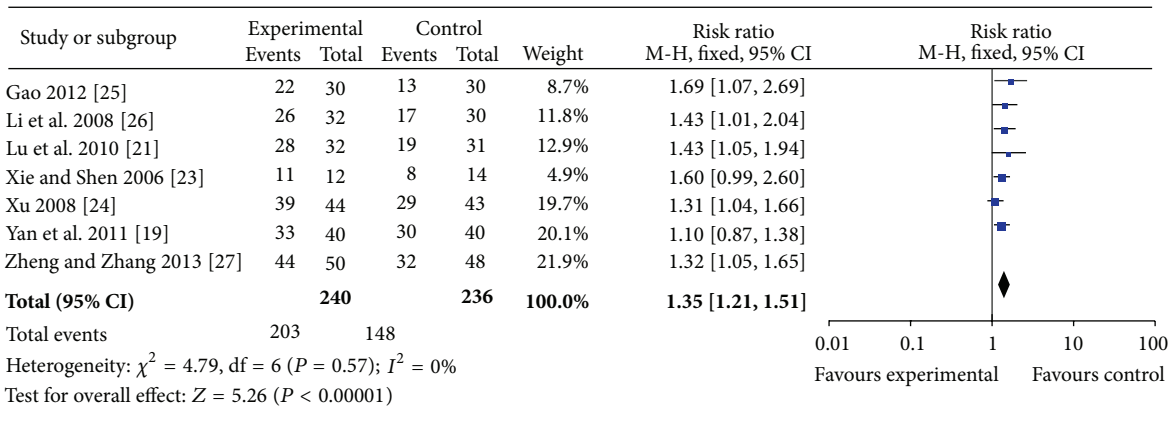 Study or subgroup Experimental Control Weight Risk ratio Risk ratio
Events Total Events Total M-H, fixed, 95% CI M-H, fixed, 95% CI
Gao 2012 [25] 22 30 13 30 8.7% 1.69 [1.07, 2.69]
Li et al. 2008 [26] 26 32 17 30 11.8% 1.43 [1.01, 2.04]
Lu et al. 2010 [21] 28 32 19 31 12.9% 1.43 [1.05, 1.94]
Xie and Shen 2006 [23] 11 12 8 14 4.9% 1.60 [0.99, 2.60]
Xu 2008 [24] 39 44 29 43 19.7% 1.31 [1.04, 1.66]
Yan et al. 2011 [19] 33 40 30 40 20.1% 1.10 [0.87, 1.38]
Zheng and Zhang 2013 [27] 44 50 32 48 21.9% 1.32 [1.05, 1.65]
Total (95% CI) 240 236 100.0% 1.35 [1.21, 1.51]
Total events 203 148
Heterogeneity: χ² = 4.79, df = 6 (P = 0.57); I² = 0%
Test for overall effect: Z = 5.26 (P < 0.00001)
0.01 0.1 1 10 100
Favours experimental Favours control